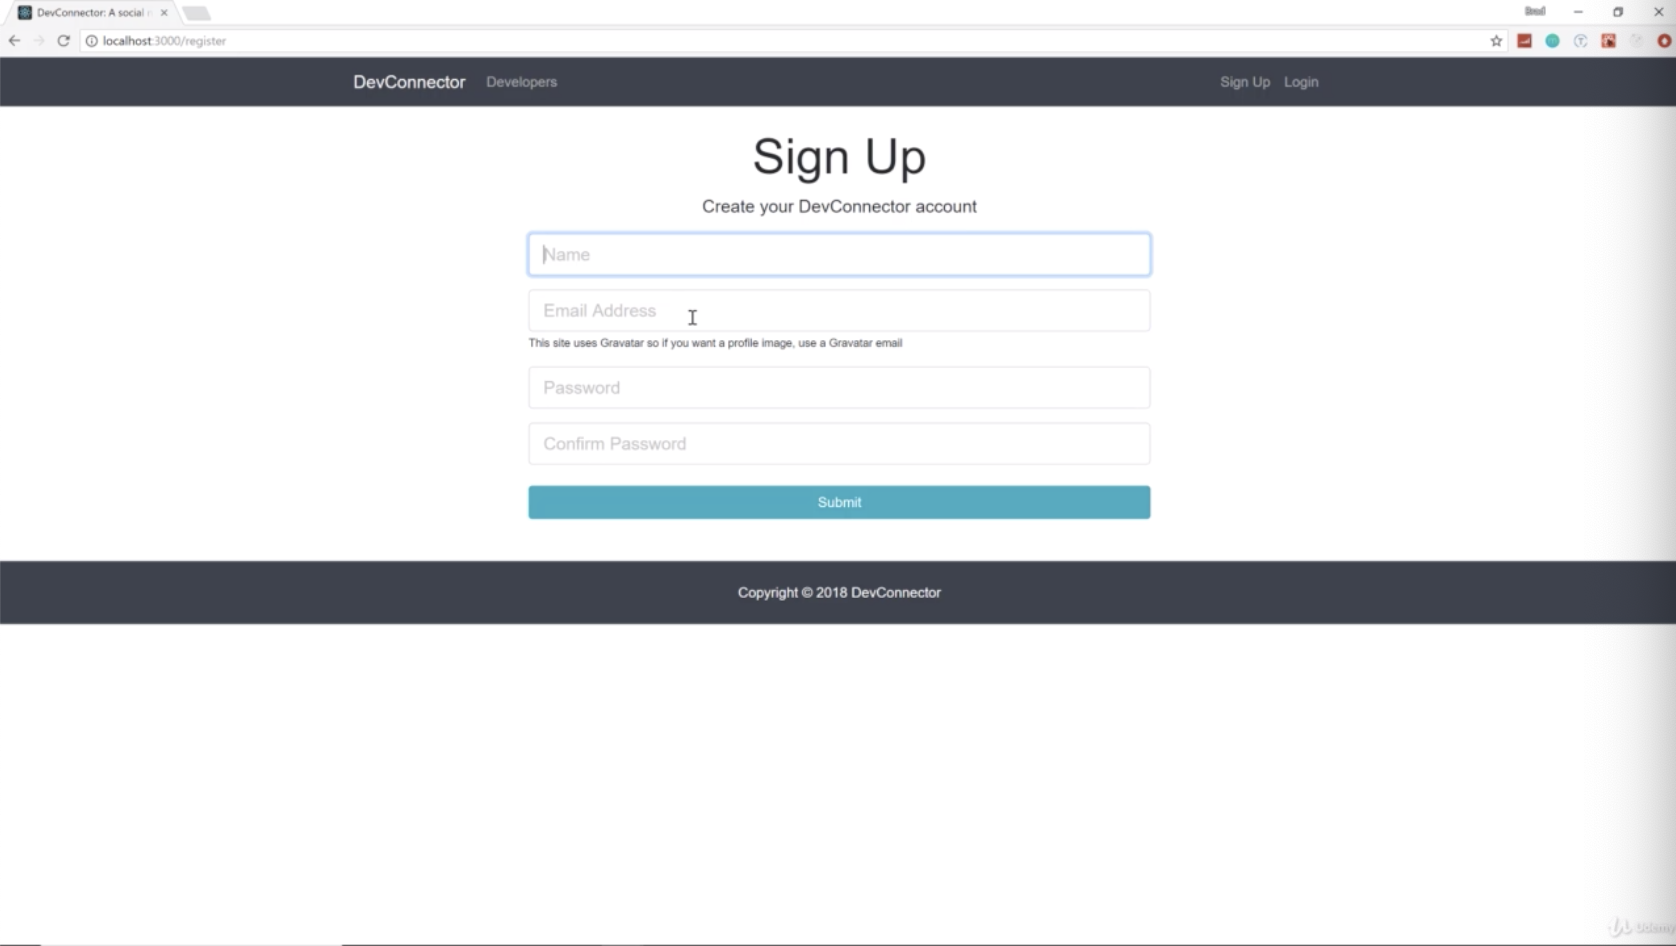 DevConnector: A social
Brad
localhost:3000/register
DevConnector Developers Sign Up Login
Sign Up
Create your DevConnector account
Name
Email Address
This site uses Gravatar so if you want a profile image, use a Gravatar email
Password
Confirm Password
Submit
Copyright © 2018 DevConnector
Udemy